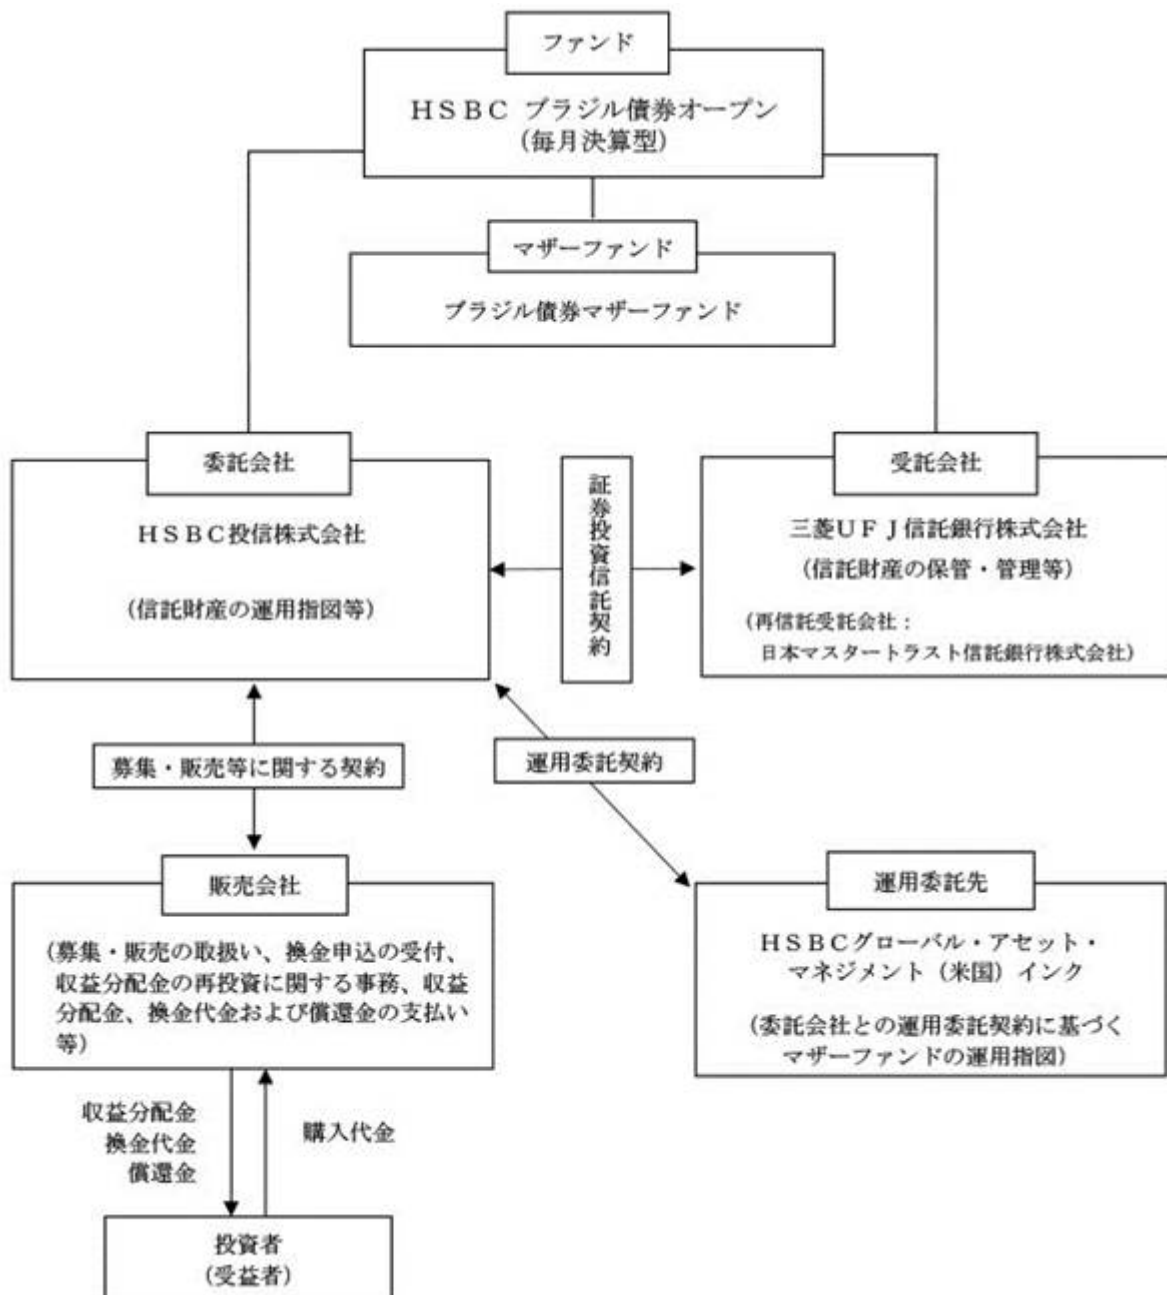 ファンド
ＨＳＢＣ ブラジル債券オープン
（毎月決算型）
マザーファンド
ブラジル債券マザーファンド
委託会社
ＨＳＢＣ投信株式会社
（信託財産の運用指図等）
証券投資信託契約
受託会社
三菱ＵＦＪ信託銀行株式会社
（信託財産の保管・管理等）
（再信託受託会社：
日本マスタートラスト信託銀行株式会社）
募集・販売等に関する契約
運用委託契約
販売会社
（募集・販売の取扱い、換金申込の受付、
収益分配金の再投資に関する事務、収益
分配金、換金代金および償還金の支払い
等）
運用委託先
ＨＳＢＣグローバル・アセット・
マネジメント（米国）インク
（委託会社との運用委託契約に基づく
マザーファンドの運用指図）
収益分配金
換金代金
償還金
購入代金
投資者
（受益者）